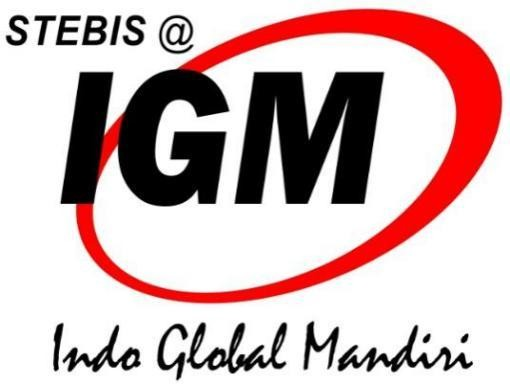 STEBIS @
IGM
Indo Global Mandiri